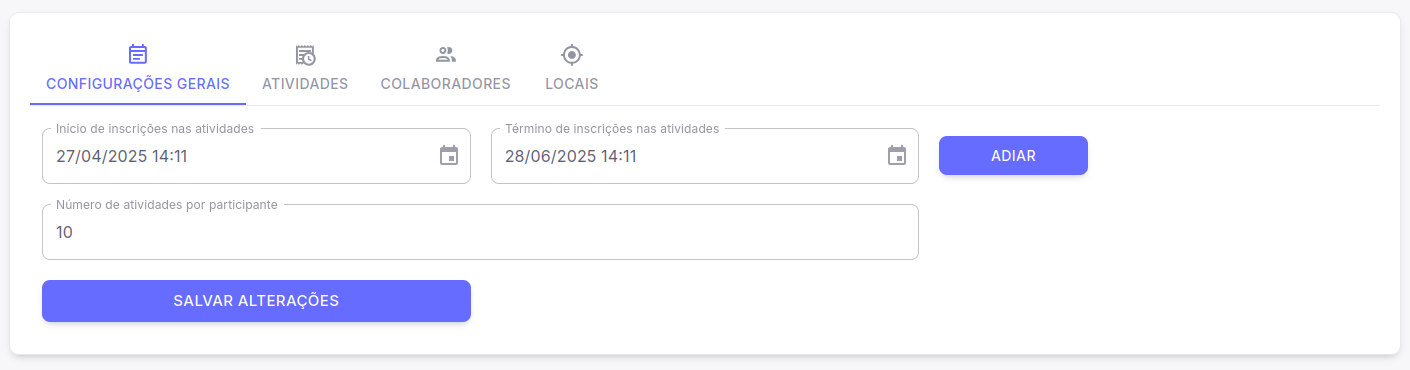 CONFIGURAÇÕES GERAIS
ATIVIDADES
COLABORADORES
LOCAIS
Início de inscrições nas atividades
27/04/2025 14:11
Término de inscrições nas atividades
28/06/2025 14:11
ADIAR
Número de atividades por participante
10
SALVAR ALTERAÇÕES